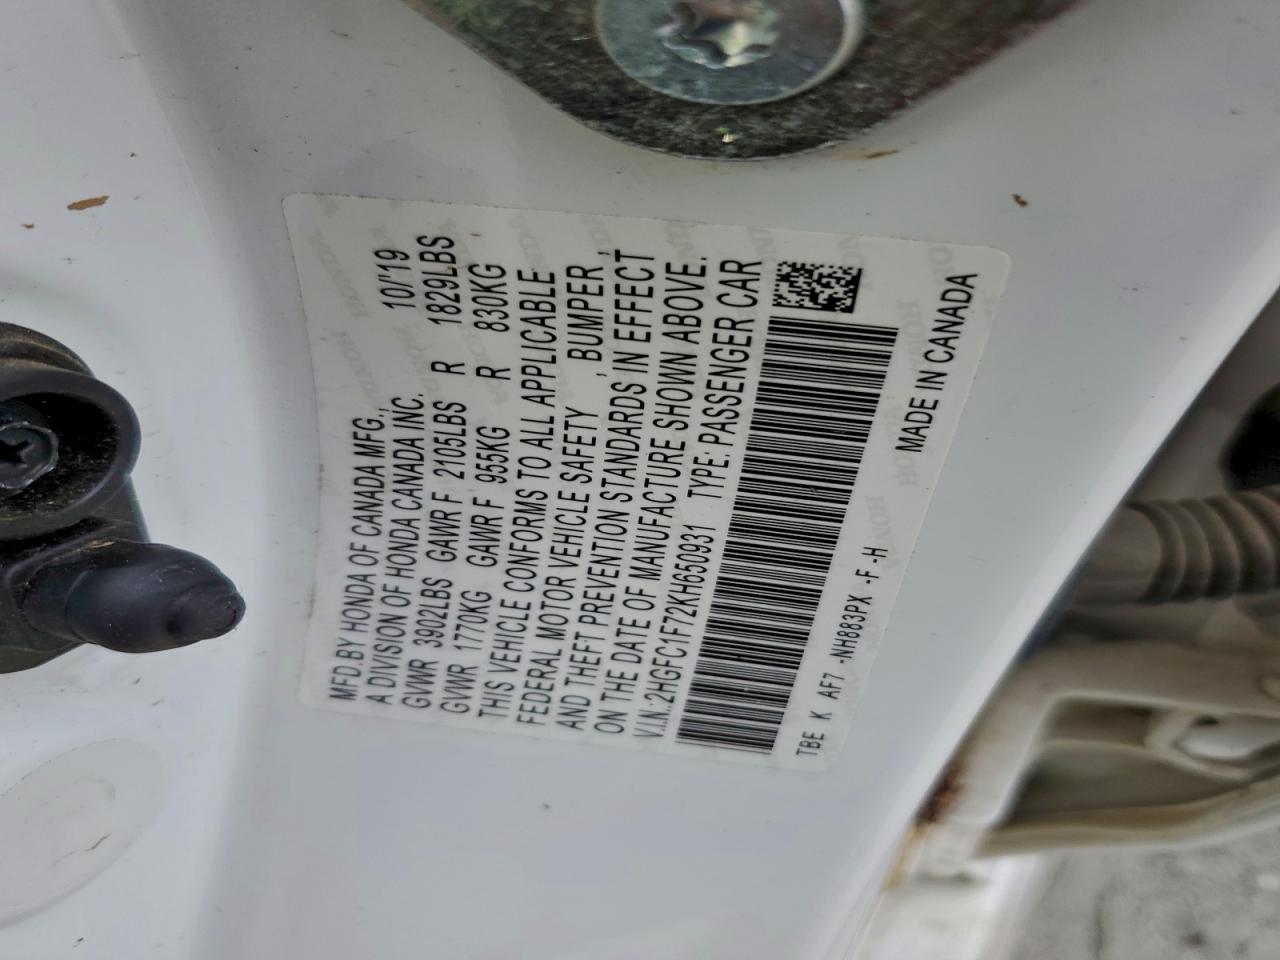 MFD.BY HONDA OF CANADA MFG., 10/'19
A DIVISION OF HONDA CANADA INC.
GVWR 3902LBS GAWR F 2105LBS R 1829LBS
GVWR 1770KG GAWR F 955KG R 830KG
THIS VEHICLE CONFORMS TO ALL APPLICABLE
FEDERAL MOTOR VEHICLE SAFETY , BUMPER ,
AND THEFT PREVENTION STANDARDS IN EFFECT
ON THE DATE OF MANUFACTURE SHOWN ABOVE.
V.I.N.:2HGFC1F72KH650931 TYPE: PASSENGER CAR
TBE K AF7 -NH883PX -F -H MADE IN CANADA